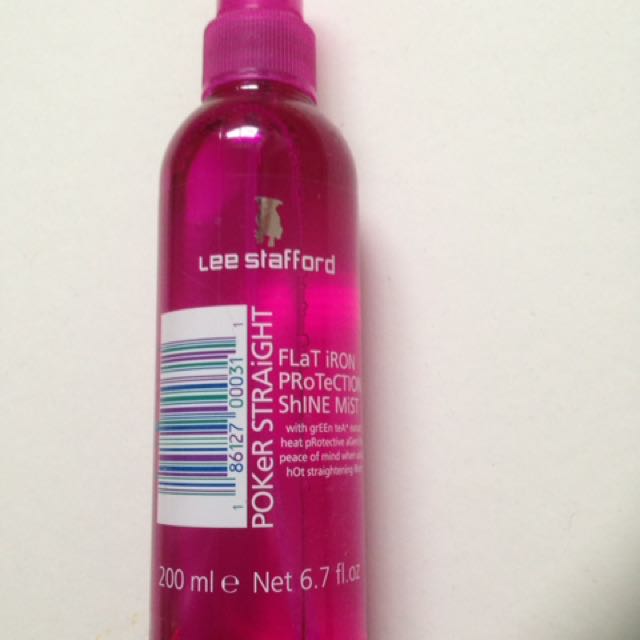 Lee Stafford
POKeR STRAiGHT
FLaT iRON
PRoTeCTION
ShINE MiST
with grEEn teA*
heat pRotective
peace of mind when
hOt straightening
1 86127 00031 1
200 ml e Net 6.7 fl.oz